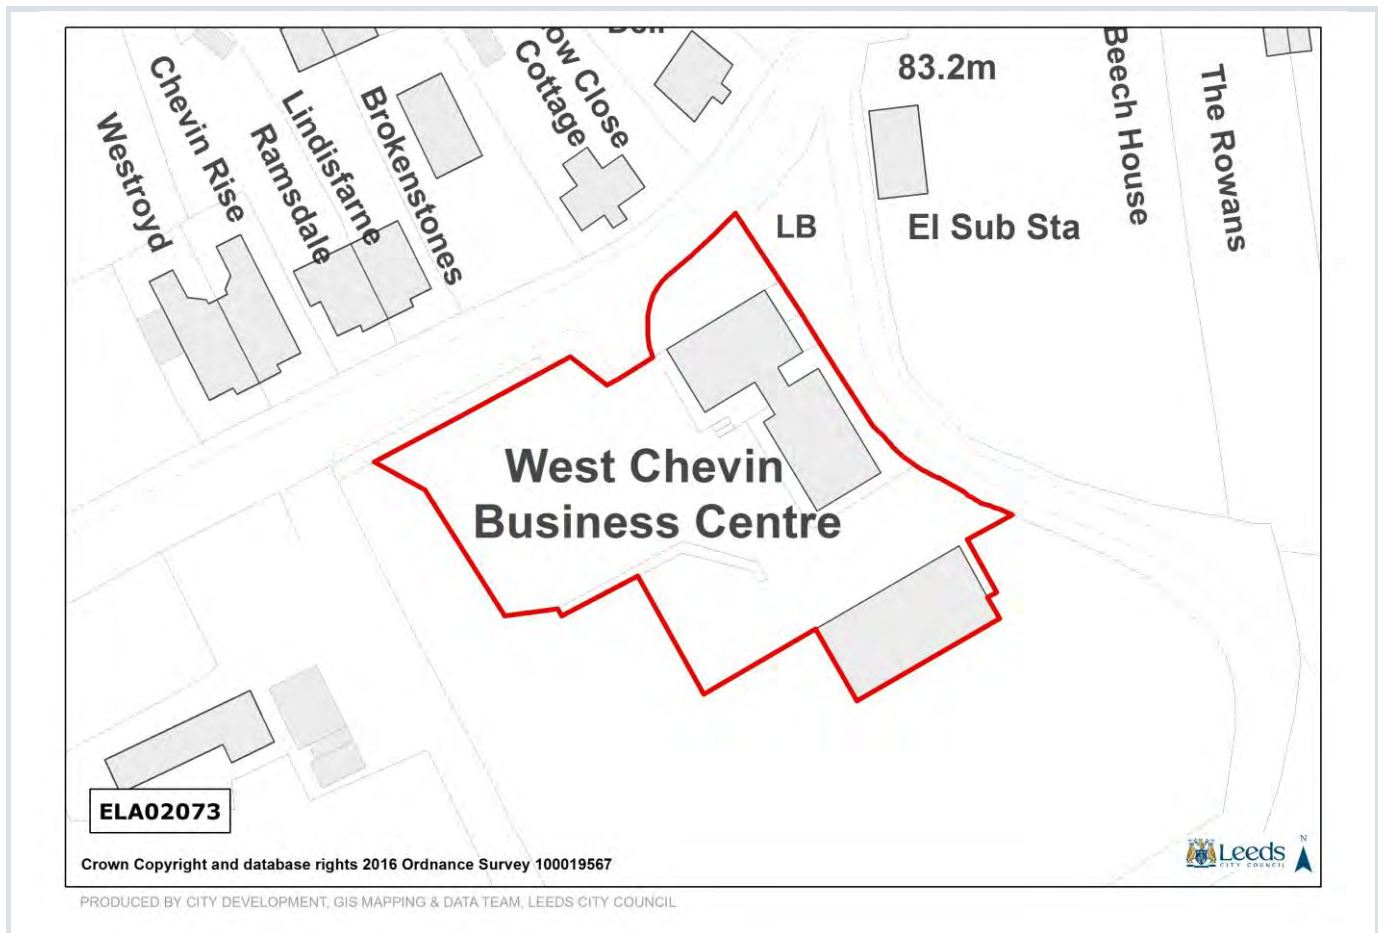 83.2m
Beech House
The Rowans
Cottage
Close
Chevin Rise
Westroyd
Lindisfarne
Ramsdale
Brokenstones
LB
El Sub Sta
West Chevin
Business Centre
ELA02073
Crown Copyright and database rights 2016 Ordnance Survey 100019567
Leeds
CITY COUNCIL
N
PRODUCED BY CITY DEVELOPMENT, GIS MAPPING & DATA TEAM, LEEDS CITY COUNCIL